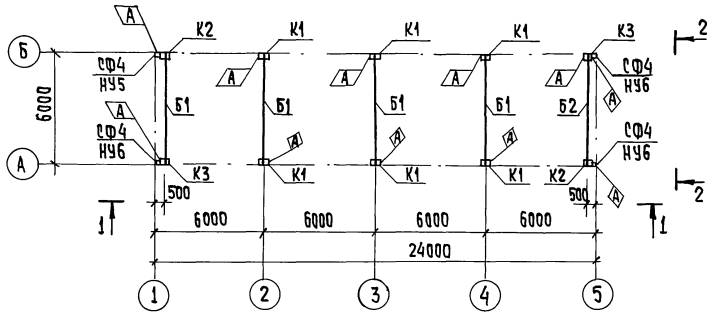 А К2 К1 К1 К1 К3 2
Б
СФ4 НУ5 А А А А СФ4 НУ6
А Б1 Б1 Б1 Б1 Б2 А
6000
СФ4 НУ6 А А А СФ4 НУ6
А
К3 К1 К1 К1 К2 А 2
500 500
1 1
6000 6000 6000 6000
24000
1 2 3 4 5